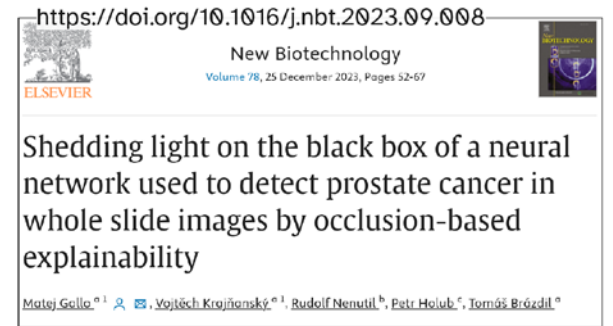 https://doi.org/10.1016/j.nbt.2023.09.008
New Biotechnology
Volume 78, 25 December 2023, Pages 52-67
ELSEVIER
Shedding light on the black box of a neural
network used to detect prostate cancer in
whole slide images by occlusion-based
explainability
Matej Gallo a 1, Vojtěch Krajňanský a 1, Rudolf Nenutil b, Petr Holub c, Tomáš Brázdil a